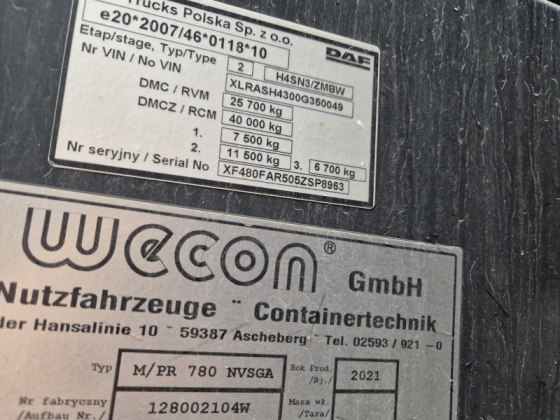 Trucks Polska Sp. z o.o.
e20*2007/46*0118*10
DAF
Etap/stage, Typ/Type 2 H4SN3/ZMBW
Nr VIN / No VIN XLRASH4300G350049
DMC / RVM 25 700 kg
DMCZ / RCM 40 000 kg
1. 7 500 kg
2. 11 500 kg 3. 6 700 kg
Nr seryjny / Serial No XF480FAR505ZSP8963
wecon® GmbH
Nutzfahrzeuge ¨ Containertechnik
der Hansalinie 10 ¨ 59387 Ascheberg ¨ Tel. 02593 / 921 -0
Typ M/PR 780 NVSGA Rok Prod. /Bj./ 2021
Nr fabryczny /Aufbau Nr./ 128002104W Masa wł. /Tara/